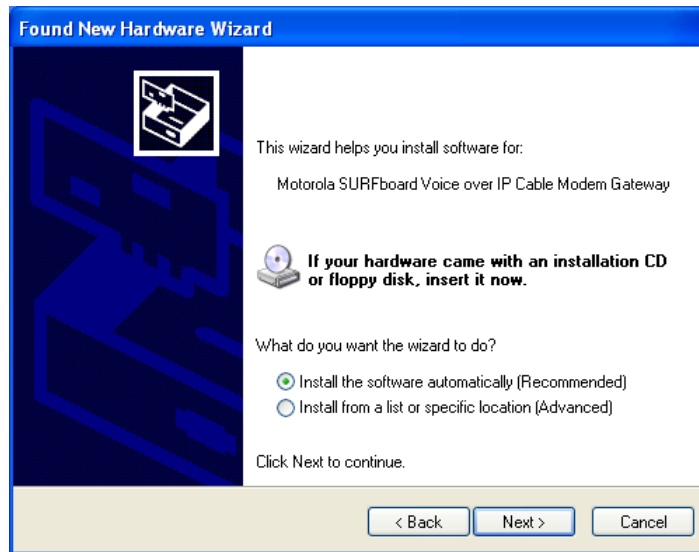 Found New Hardware Wizard
This wizard helps you install software for:
Motorola SURFboard Voice over IP Cable Modem Gateway
If your hardware came with an installation CD
or floppy disk, insert it now.
What do you want the wizard to do?
Install the software automatically (Recommended)
Install from a list or specific location (Advanced)
Click Next to continue.
< Back Next > Cancel